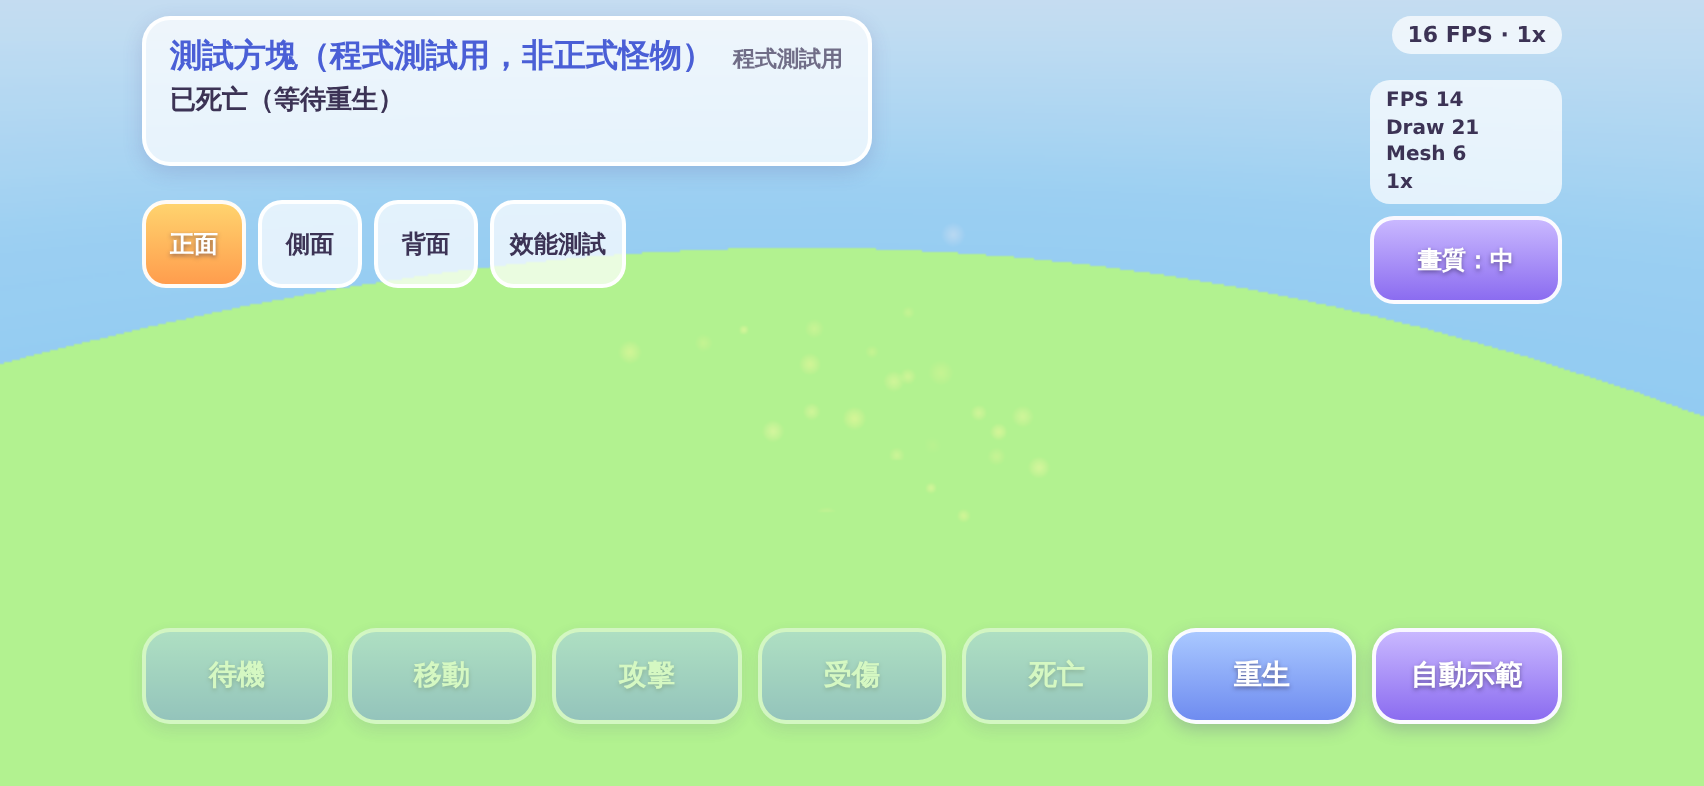 測試方塊（程式測試用，非正式怪物） 程式測試用
已死亡（等待重生）
16 FPS · 1x
FPS 14
Draw 21
Mesh 6
1x
正面
側面
背面
效能測試
畫質：中
待機
移動
攻擊
受傷
死亡
重生
自動示範